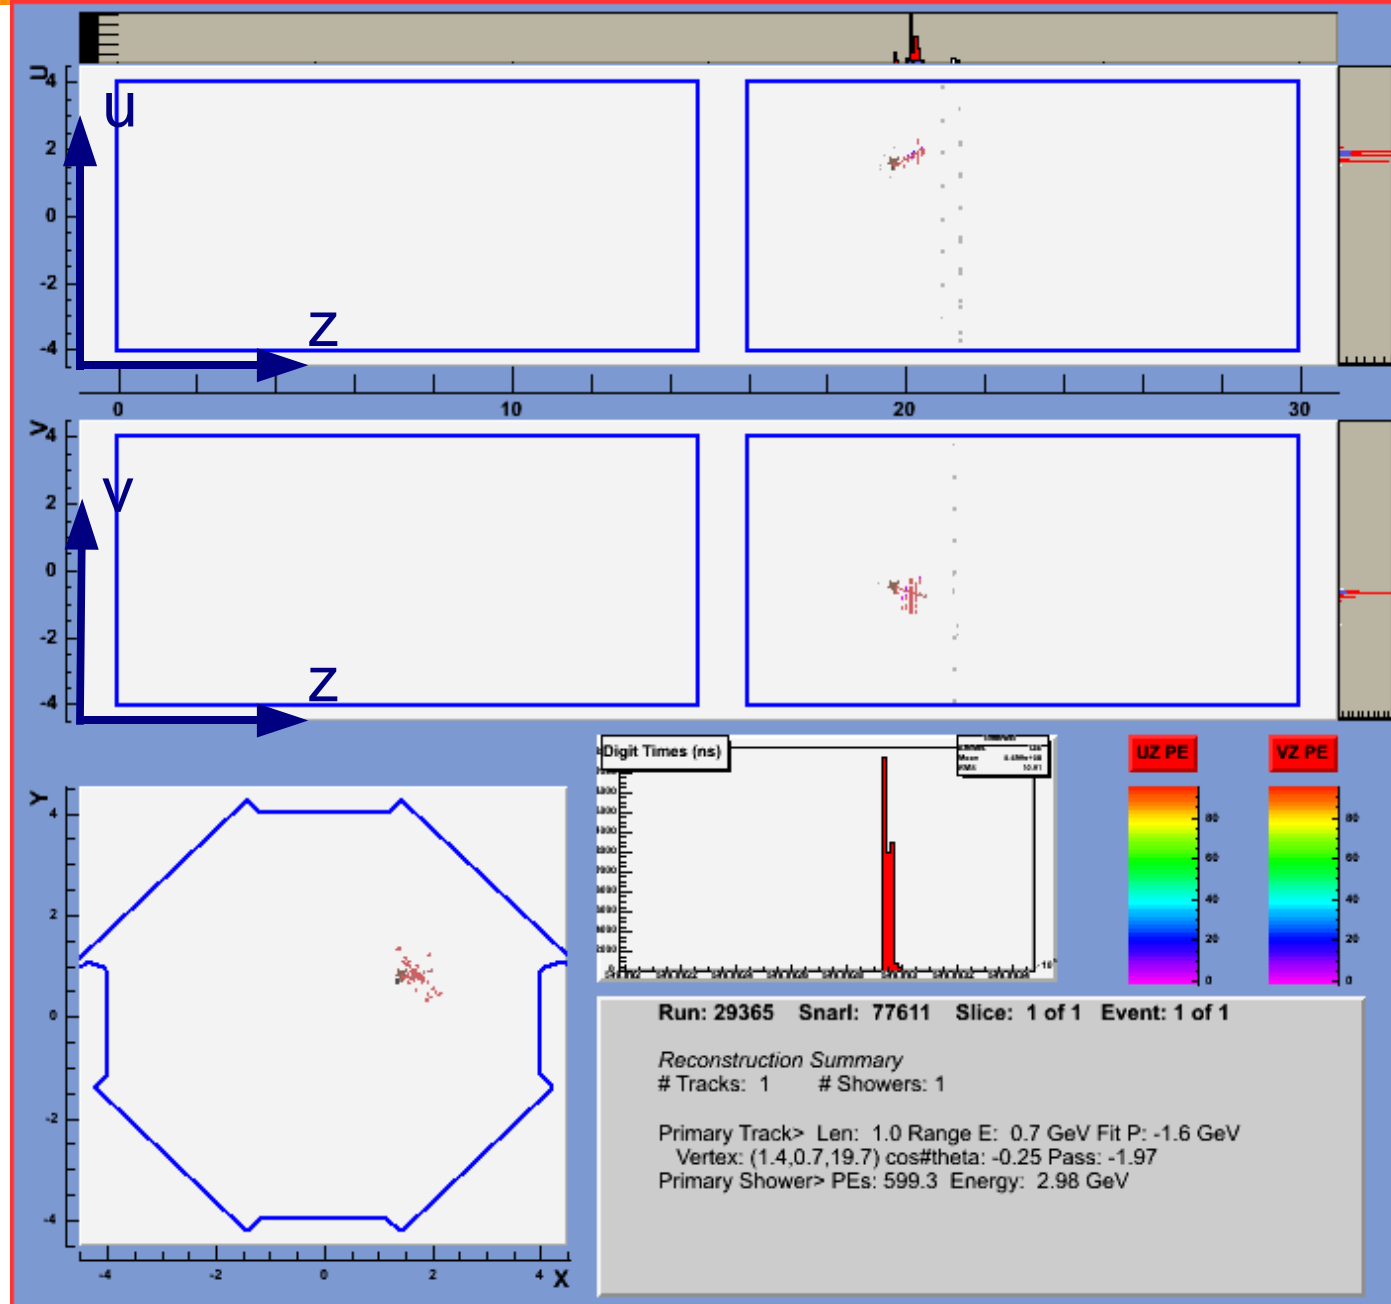 U
4
u
2
0
-2
z
-4
0 10 20 30
V
4
v
2
0
-2
z
-4
Digit Times (ns)
Mean
RMS 10.91
UZ PE VZ PE
80 80
60 60
40 40
20 20
0 0
Y
4
2
0
-2
-4
-4 -2 0 2 4 X
Run: 29365 Snarl: 77611 Slice: 1 of 1 Event: 1 of 1
Reconstruction Summary
# Tracks: 1 # Showers: 1
Primary Track> Len: 1.0 Range E: 0.7 GeV Fit P: -1.6 GeV
Vertex: (1.4,0.7,19.7) cos#theta: -0.25 Pass: -1.97
Primary Shower> PEs: 599.3 Energy: 2.98 GeV